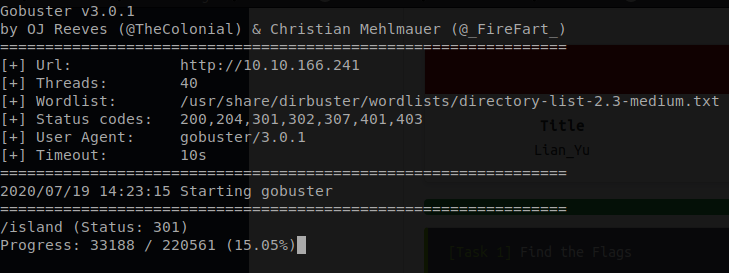 Gobuster v3.0.1
by OJ Reeves (@TheColonial) & Christian Mehlmauer (@_FireFart_)
===============================================================
[+] Url:            http://10.10.166.241
[+] Threads:        40
[+] Wordlist:       /usr/share/dirbuster/wordlists/directory-list-2.3-medium.txt
[+] Status codes:   200,204,301,302,307,401,403
[+] User Agent:     gobuster/3.0.1
[+] Timeout:        10s
===============================================================
2020/07/19 14:23:15 Starting gobuster
===============================================================
/island (Status: 301)
Progress: 33188 / 220561 (15.05%)
Title
Lian_Yu
[Task 1] Find the Flags